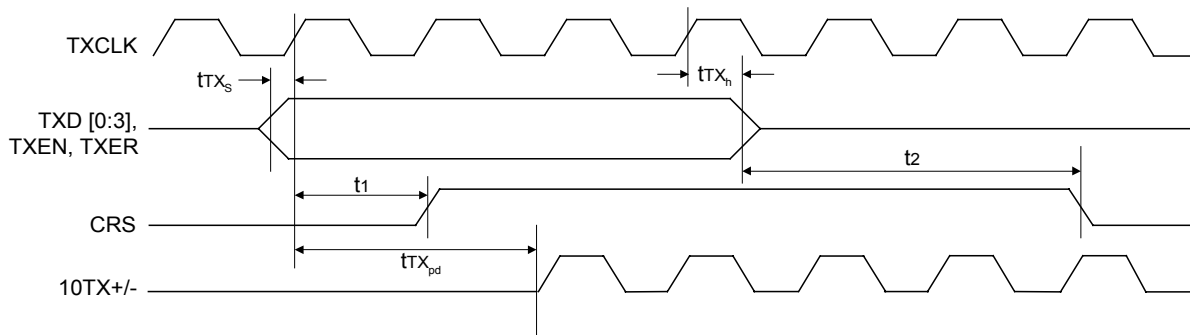 TXCLK
tTXs
tTXh
TXD [0:3],
TXEN, TXER
t1
t2
CRS
tTXpd
10TX+/-